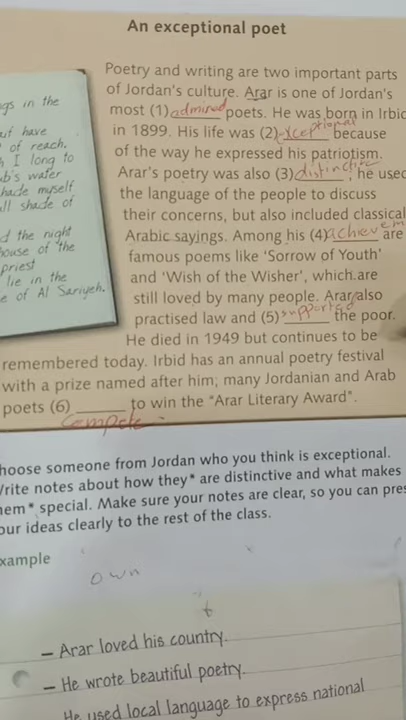 An exceptional poet
Poetry and writing are two important parts
of Jordan's culture. Arar is one of Jordan's
most (1) admired poets. He was born in Irbid
in 1899. His life was (2) exceptional because
of the way he expressed his patriotism.
Arar's poetry was also (3) distinctive; he used
the language of the people to discuss
their concerns, but also included classical
Arabic sayings. Among his (4) achievem are
famous poems like 'Sorrow of Youth'
and 'Wish of the Wisher', which are
still loved by many people. Arar also
practised law and (5) supported the poor.
He died in 1949 but continues to be
remembered today. Irbid has an annual poetry festival
with a prize named after him; many Jordanian and Arab
poets (6) ______ to win the "Arar Literary Award".
Compete
gs in the
uf have
of reach.
h I long to
b's water
hade myself
ll shade of
d the night
house of the
priest
lie in the
e of Al Sariyeh.
hoose someone from Jordan who you think is exceptional.
Write notes about how they* are distinctive and what makes
hem* special. Make sure your notes are clear, so you can pres
our ideas clearly to the rest of the class.
xample
own
– Arar loved his country.
– He wrote beautiful poetry.
He used local language to express national